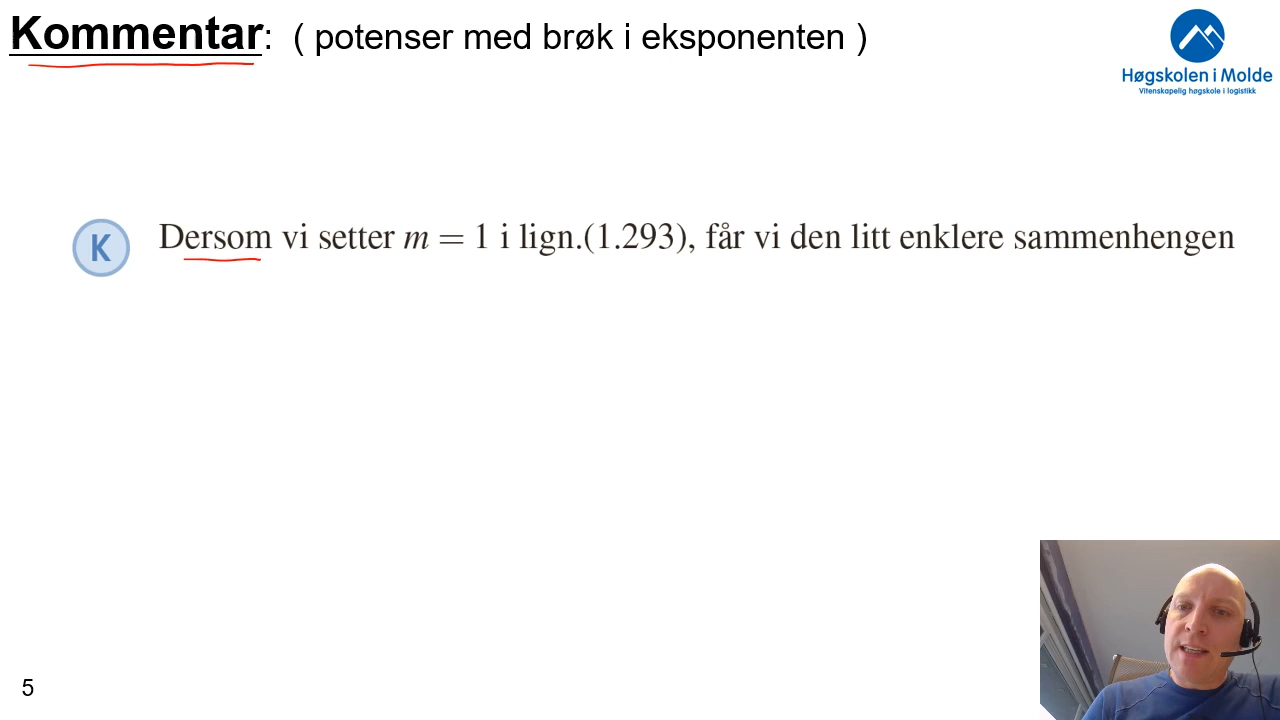 Kommentar: ( potenser med brøk i eksponenten )
Høgskolen i Molde
Vitenskapelig høgskole i logistikk
K
Dersom vi setter m = 1 i lign.(1.293), får vi den litt enklere sammenhengen
5